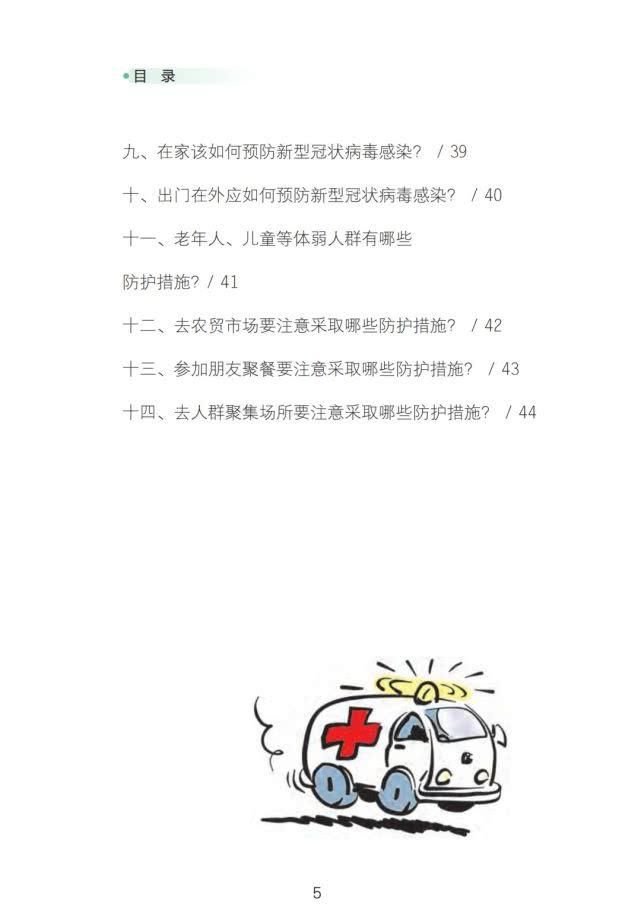 目 录
九、在家该如何预防新型冠状病毒感染？ / 39
十、出门在外应如何预防新型冠状病毒感染？ / 40
十一、老年人、儿童等体弱人群有哪些
防护措施？/ 41
十二、去农贸市场要注意采取哪些防护措施？ / 42
十三、参加朋友聚餐要注意采取哪些防护措施？ / 43
十四、去人群聚集场所要注意采取哪些防护措施？ / 44
5